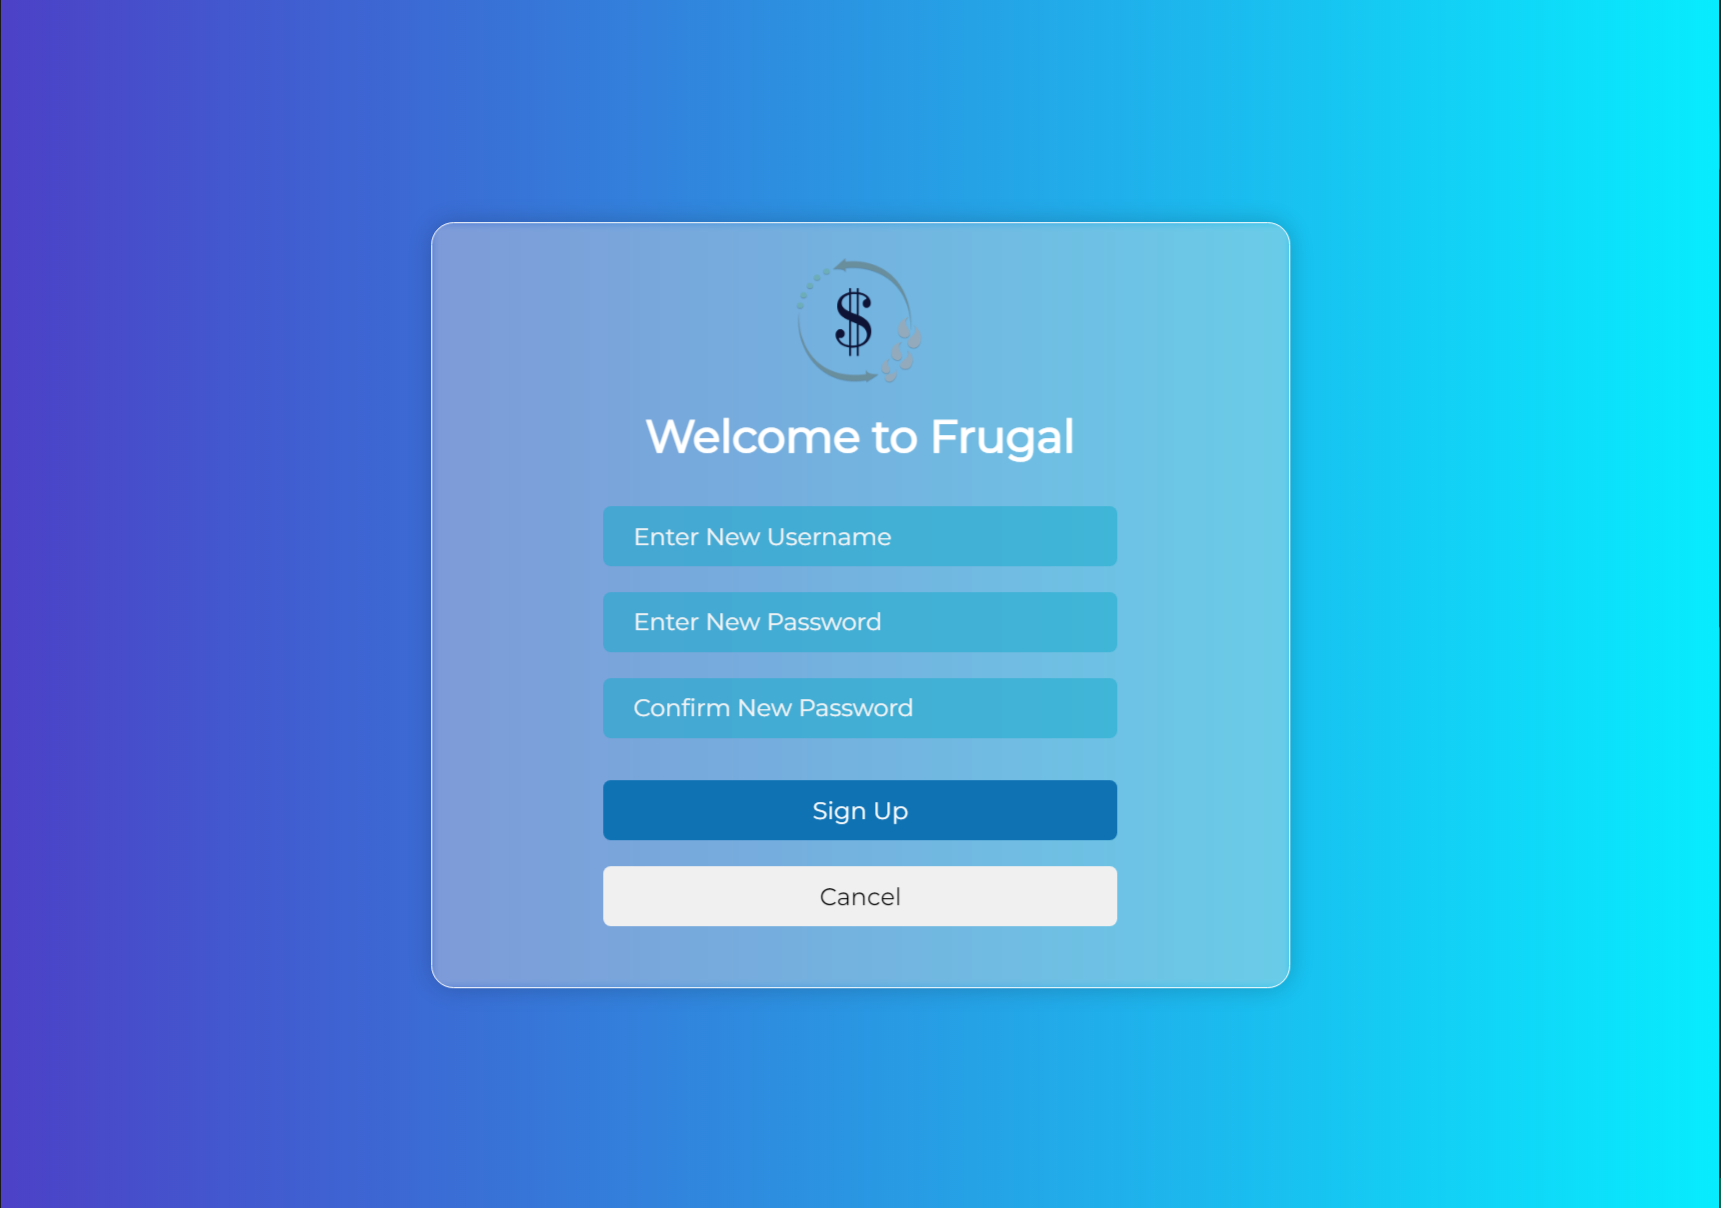 $
Welcome to Frugal
Enter New Username
Enter New Password
Confirm New Password
Sign Up
Cancel